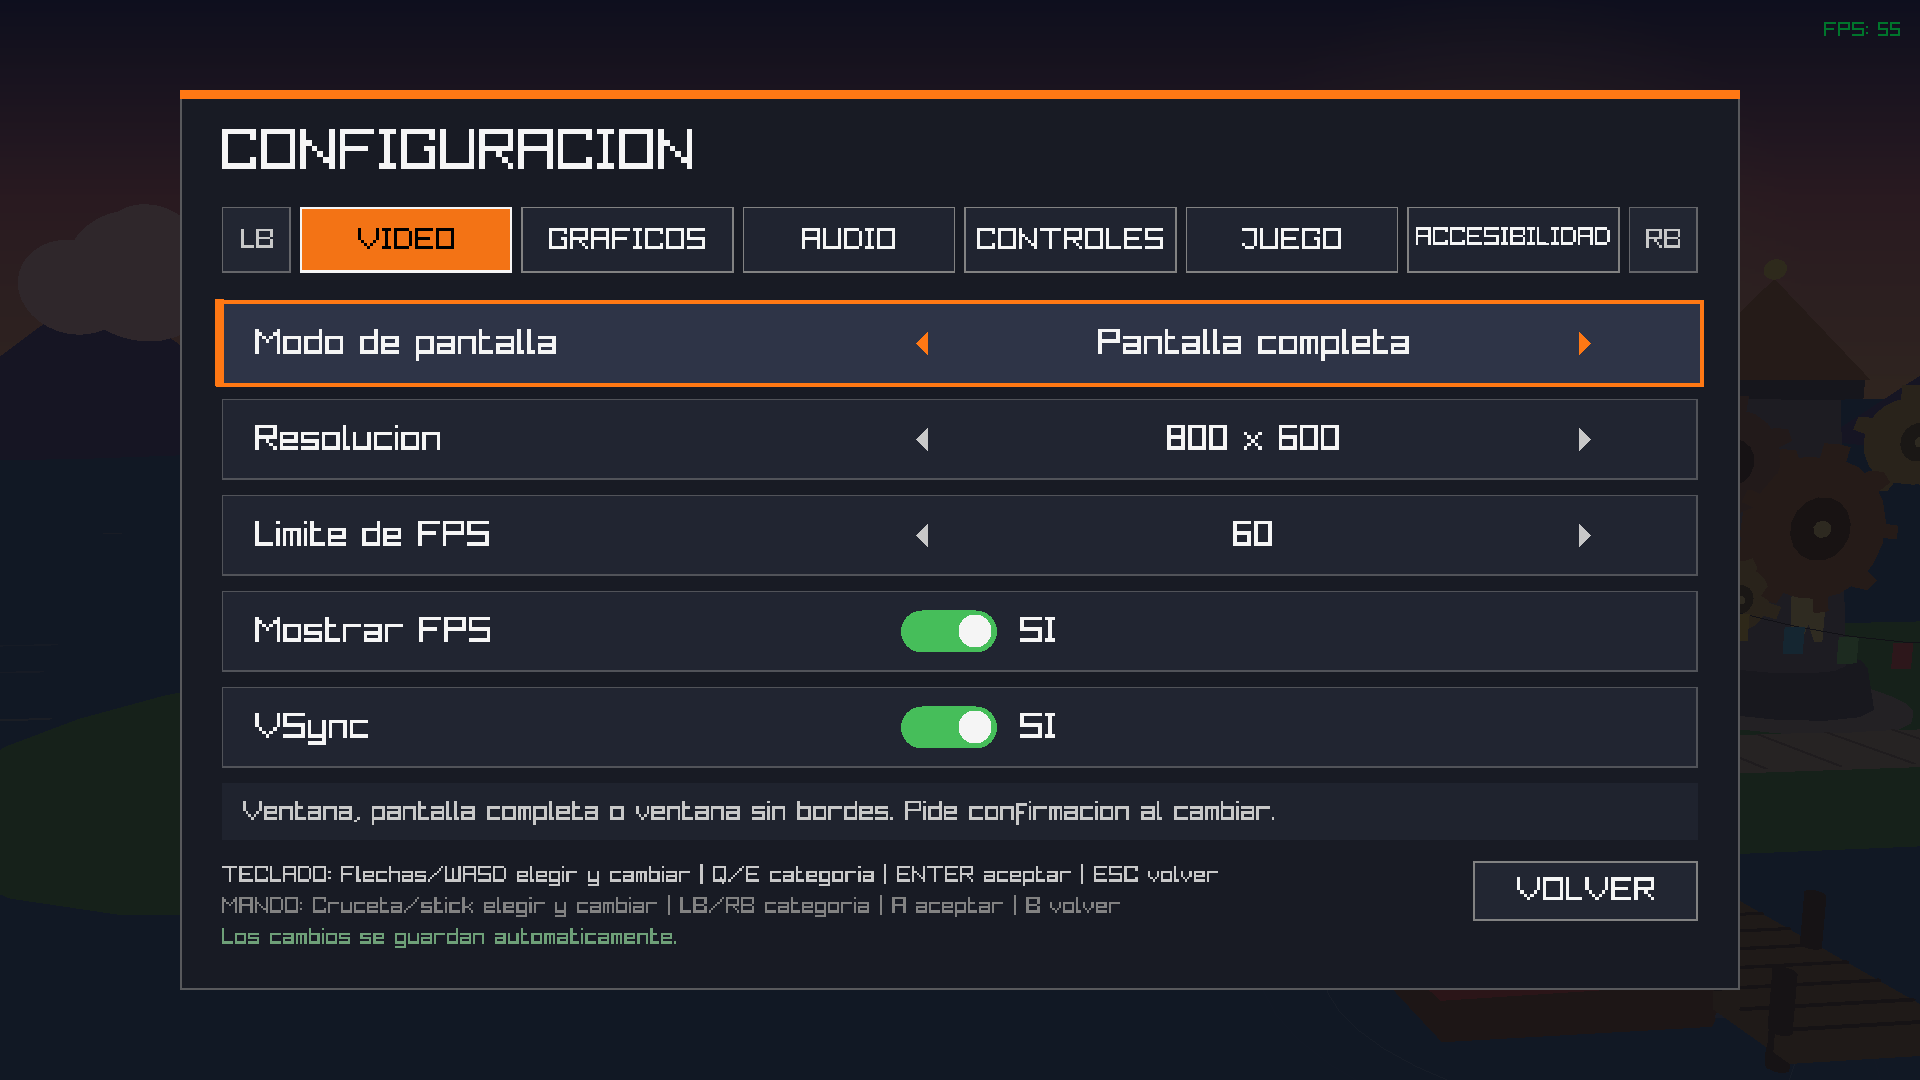 FPS: 55
CONFIGURACION
LB VIDEO GRAFICOS AUDIO CONTROLES JUEGO ACCESIBILIDAD RB
Modo de pantalla Pantalla completa
Resolucion 800 x 600
Limite de FPS 60
Mostrar FPS SI
VSync SI
Ventana, pantalla completa o ventana sin bordes. Pide confirmacion al cambiar.
TECLADO: Flechas/WASD elegir y cambiar | Q/E categoria | ENTER aceptar | ESC volver
VOLVER
MANDO: Cruceta/stick elegir y cambiar | LB/RB categoria | A aceptar | B volver
Los cambios se guardan automaticamente.